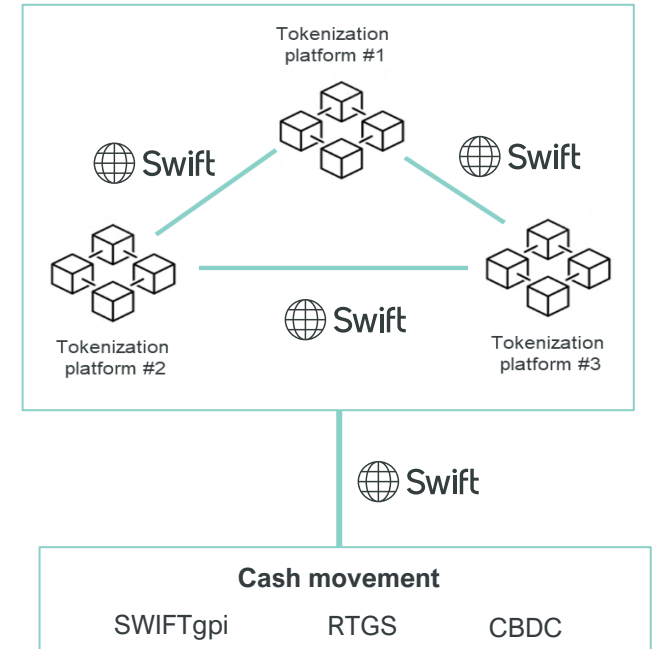 Tokenization
platform #1
Swift
Swift
Swift
Tokenization
platform #2
Tokenization
platform #3
Swift
Cash movement
SWIFTgpi RTGS CBDC